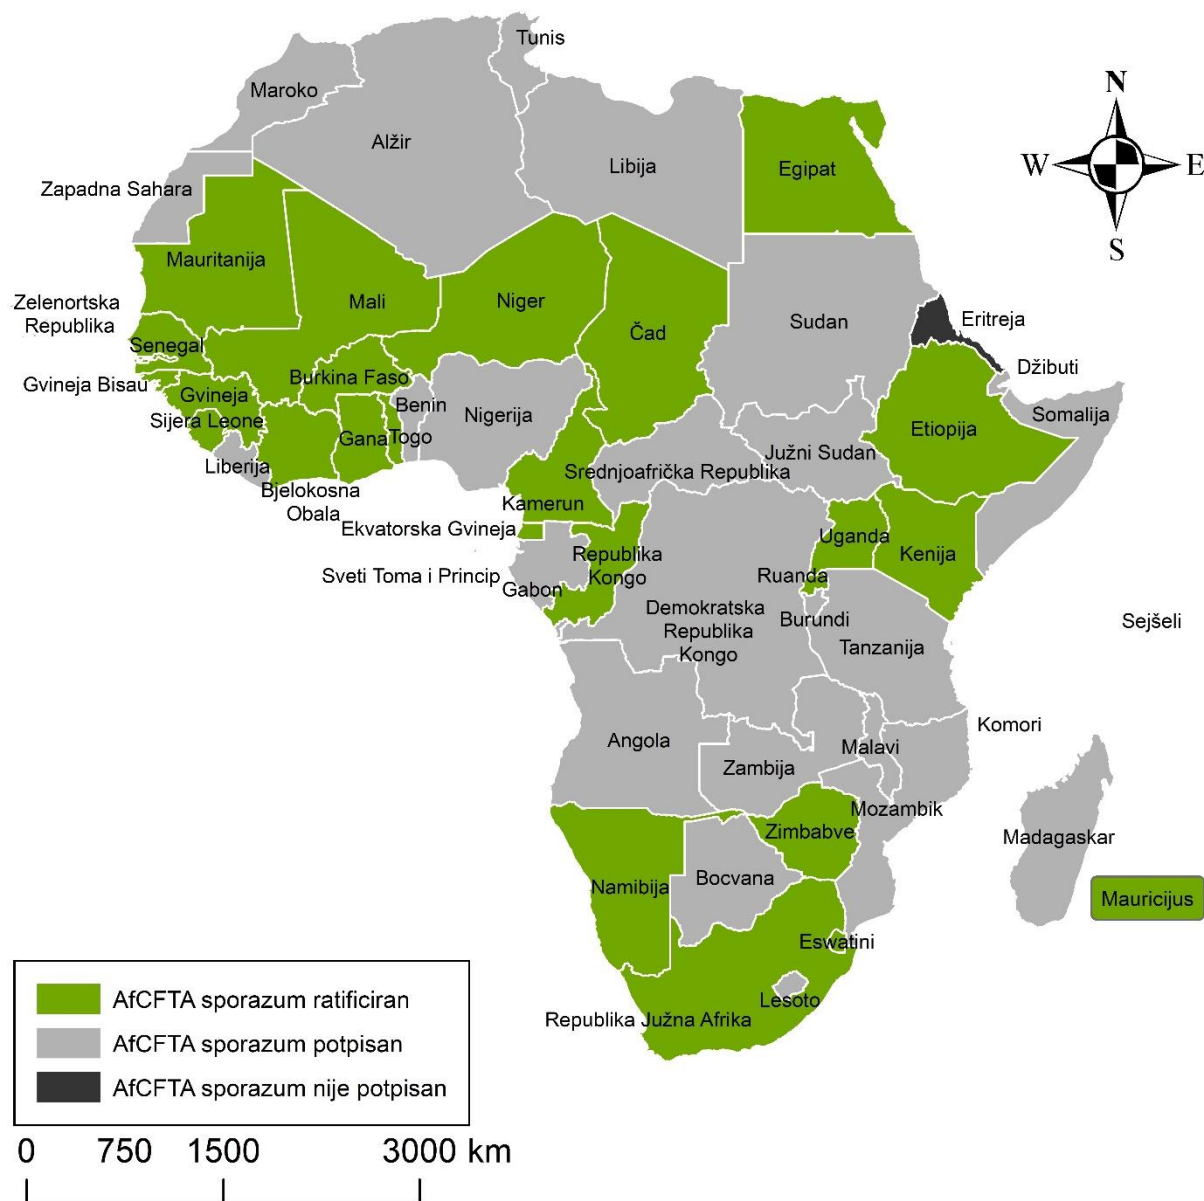 Tunis
Maroko
Alžir
Libija
Egipat
N
W
E
S
Zapadna Sahara
Mauritanija
Mali
Niger
Čad
Sudan
Eritreja
Zelenortska
Republika
Senegal
Džibuti
Gvineja Bisau
Gvineja
Burkina Faso
Benin
Nigerija
Somalija
Sijera Leone
Gana
Togo
Etiopija
Liberija
Južni Sudan
Srednjoafrička Republika
Bjelokosna
Obala
Kamerun
Ekvatorska Gvineja
Uganda
Kenija
Republika
Kongo
Sveti Toma i Princip
Gabon
Ruanda
Demokratska
Republika
Kongo
Burundi
Tanzanija
Sejšeli
Komori
Angola
Malavi
Zambija
Mozambik
Zimbabve
Madagaskar
Namibija
Bocvana
Mauricijus
Eswatini
Lesoto
Republika Južna Afrika
AfCFTA sporazum ratificiran
AfCFTA sporazum potpisan
AfCFTA sporazum nije potpisan
0 750 1500 3000 km